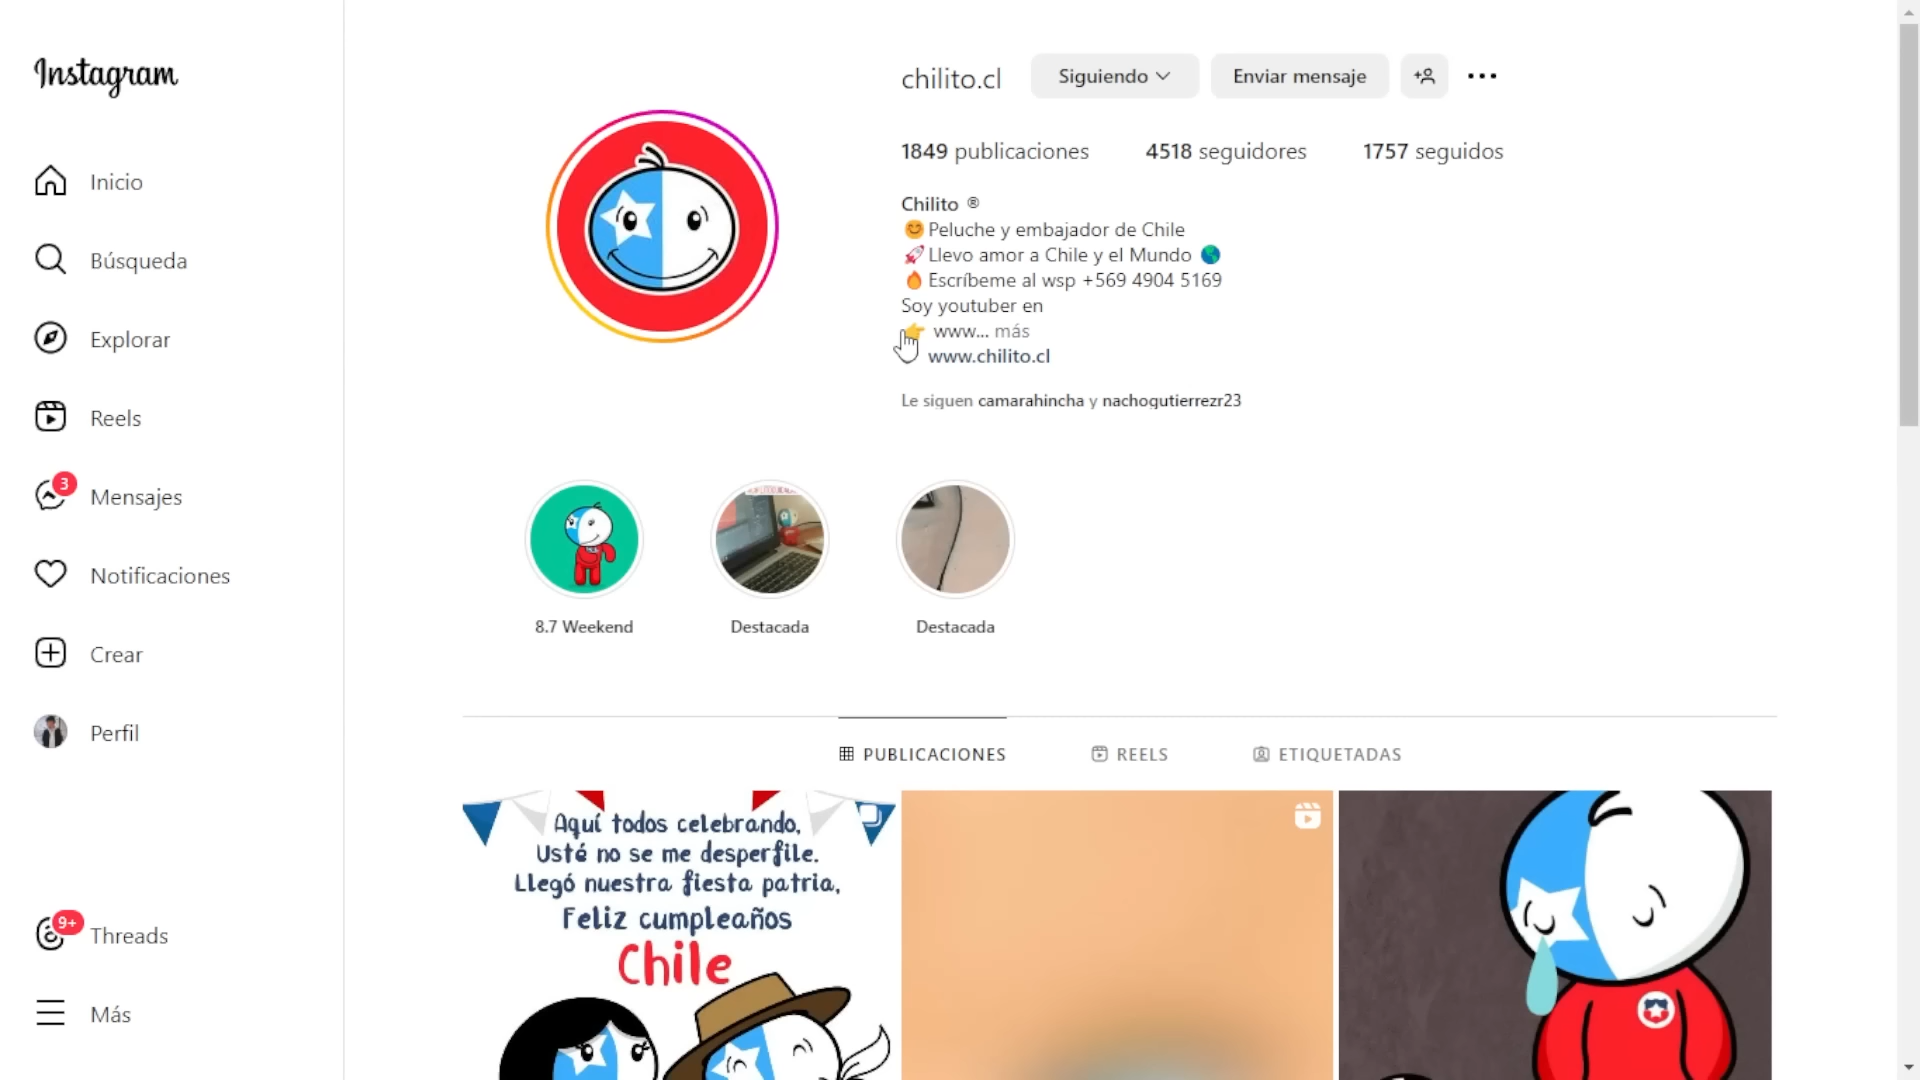 Instagram
Inicio
Búsqueda
Explorar
Reels
3
Mensajes
Notificaciones
Crear
Perfil
9+
Threads
Más
chilito.cl
Siguiendo
Enviar mensaje
1849 publicaciones
4518 seguidores
1757 seguidos
Chilito ®
😊Peluche y embajador de Chile
🚀Llevo amor a Chile y el Mundo 🌎
🔥Escríbeme al wsp +569 4904 5169
Soy youtuber en
👉 www... más
www.chilito.cl
Le siguen camarahincha y nachogutierrezr23
8.7 Weekend
Destacada
Destacada
PUBLICACIONES
REELS
ETIQUETADAS
Aquí todos celebrando,
Usté no se me desperfile.
Llegó nuestra fiesta patria,
Feliz cumpleaños
Chile